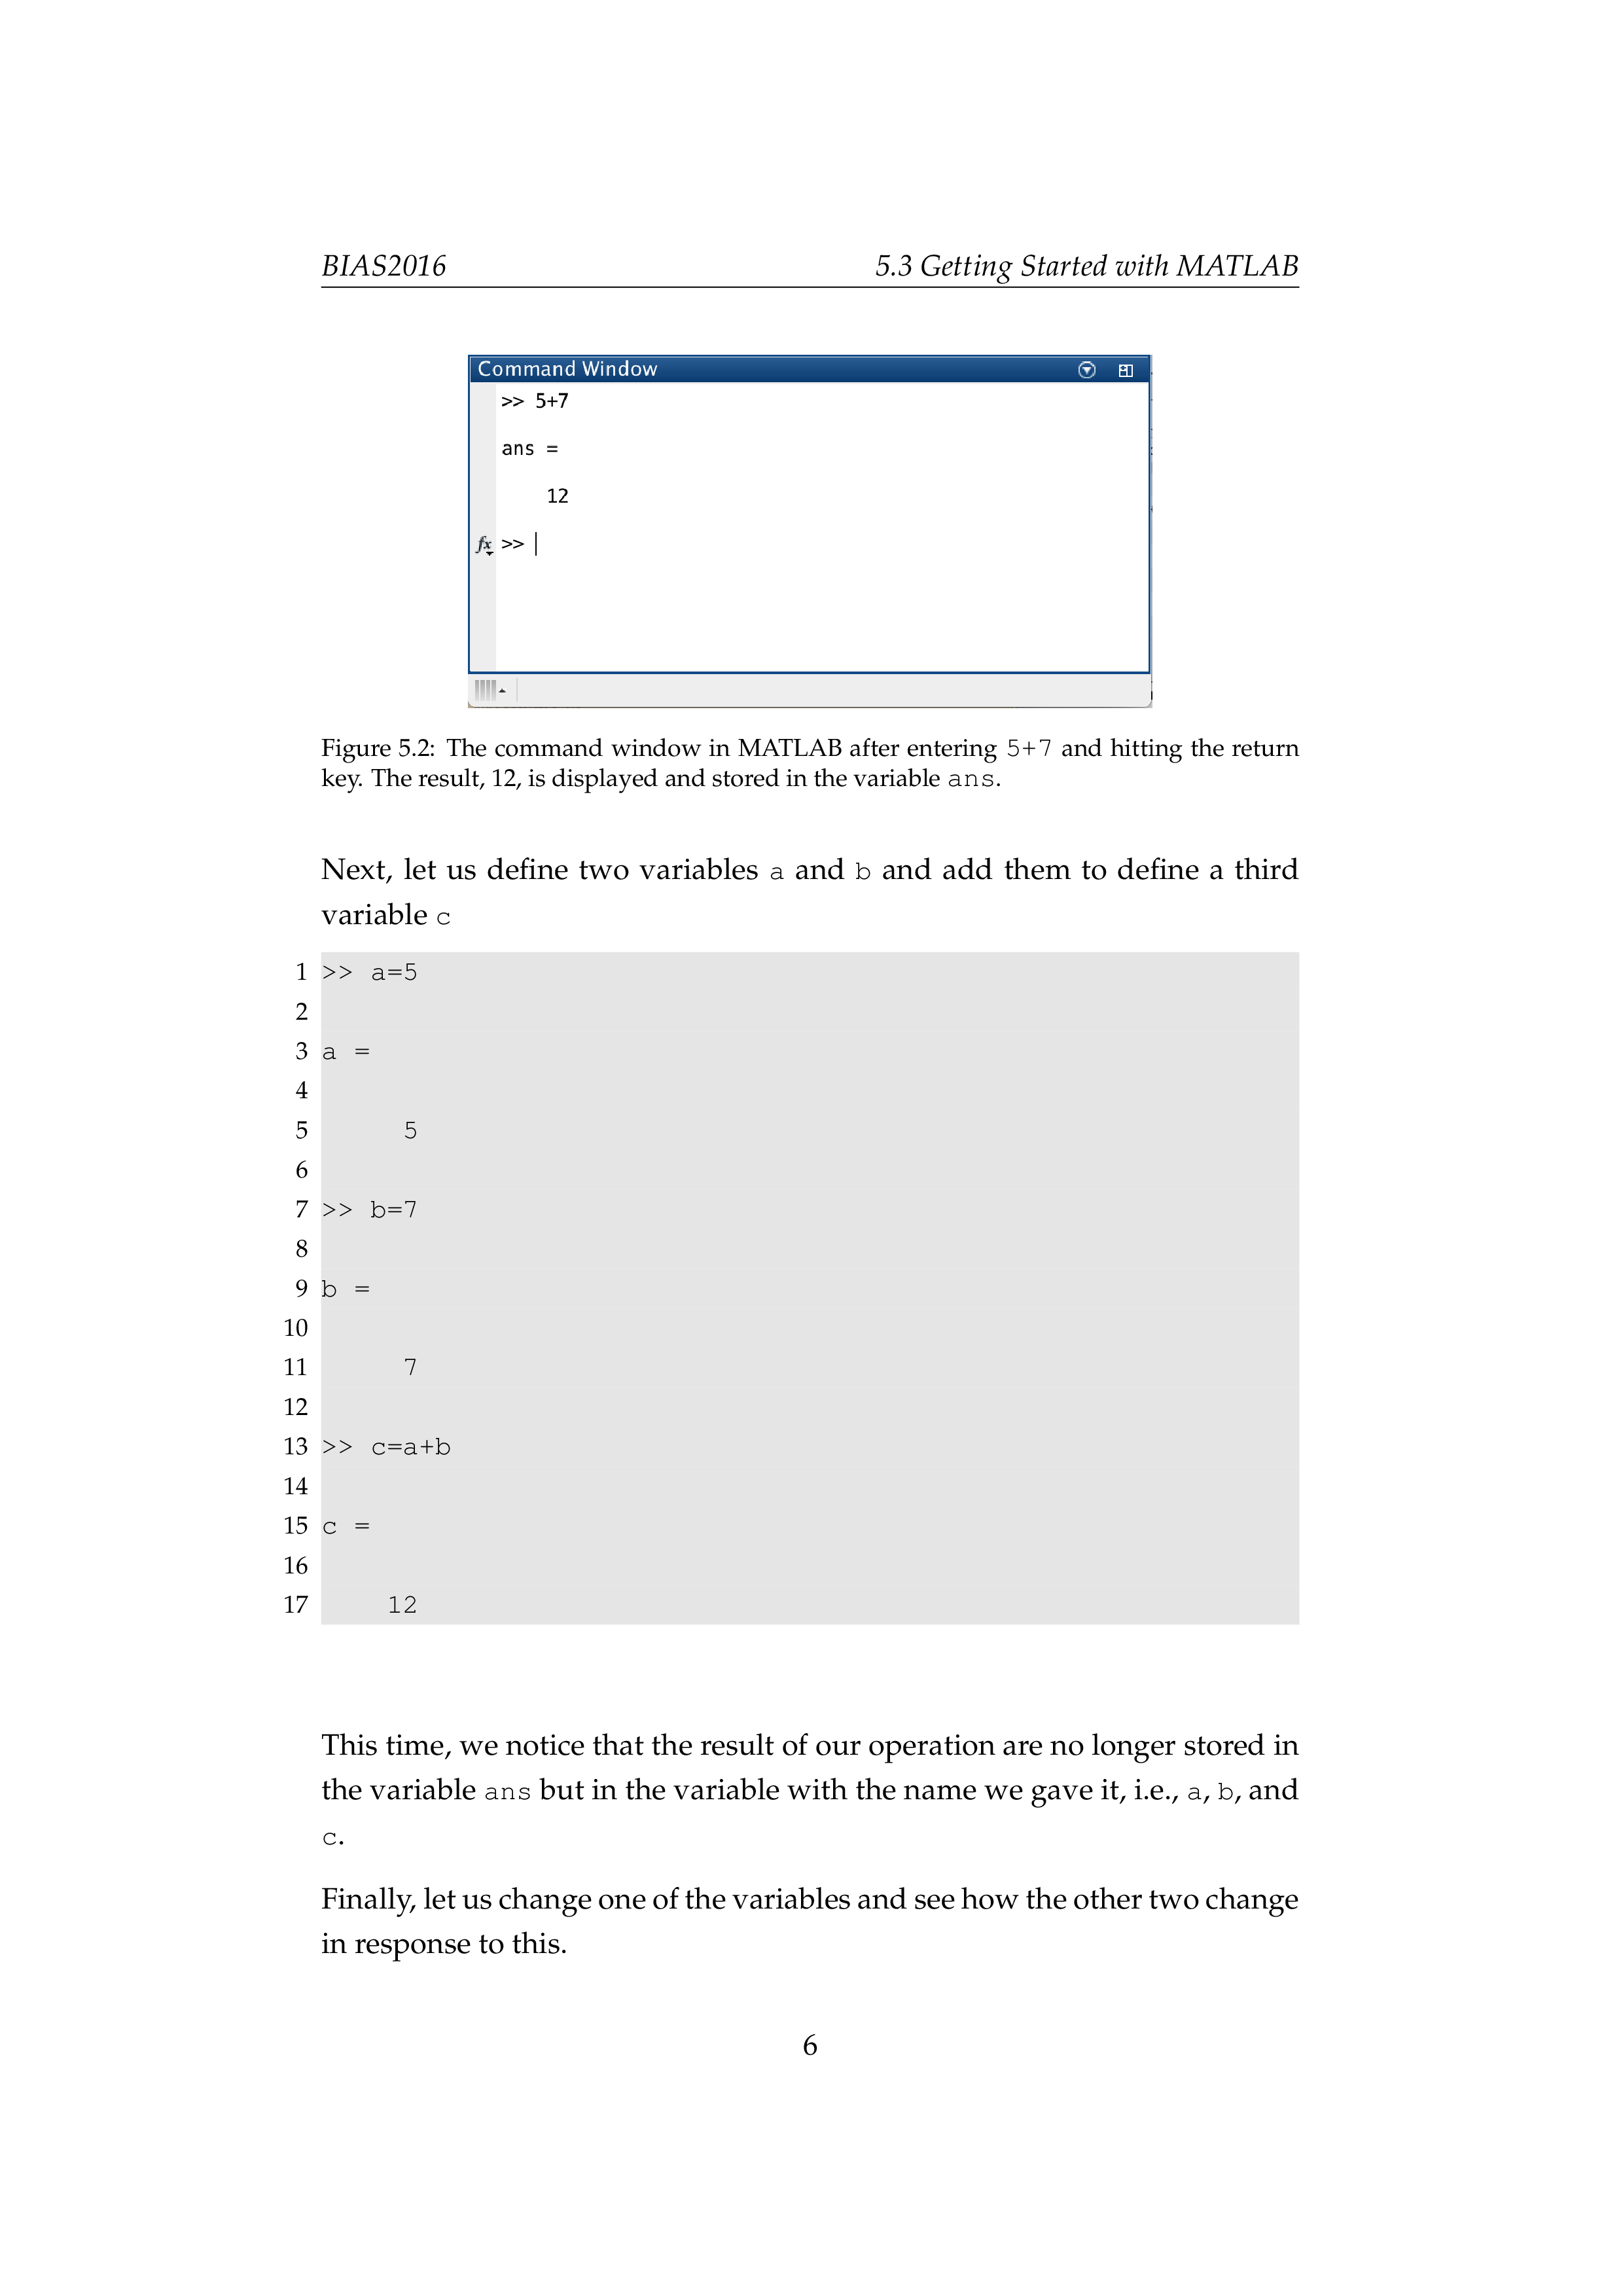 BIAS2016 5.3 Getting Started with MATLAB
Command Window
>> 5+7
ans =
12
fx >>
Figure 5.2: The command window in MATLAB after entering 5+7 and hitting the return
key. The result, 12, is displayed and stored in the variable ans.
Next, let us define two variables a and b and add them to define a third
variable c
1 >> a=5
2
3 a =
4
5 5
6
7 >> b=7
8
9 b =
10
11 7
12
13 >> c=a+b
14
15 c =
16
17 12
This time, we notice that the result of our operation are no longer stored in
the variable ans but in the variable with the name we gave it, i.e., a, b, and
c.
Finally, let us change one of the variables and see how the other two change
in response to this.
6